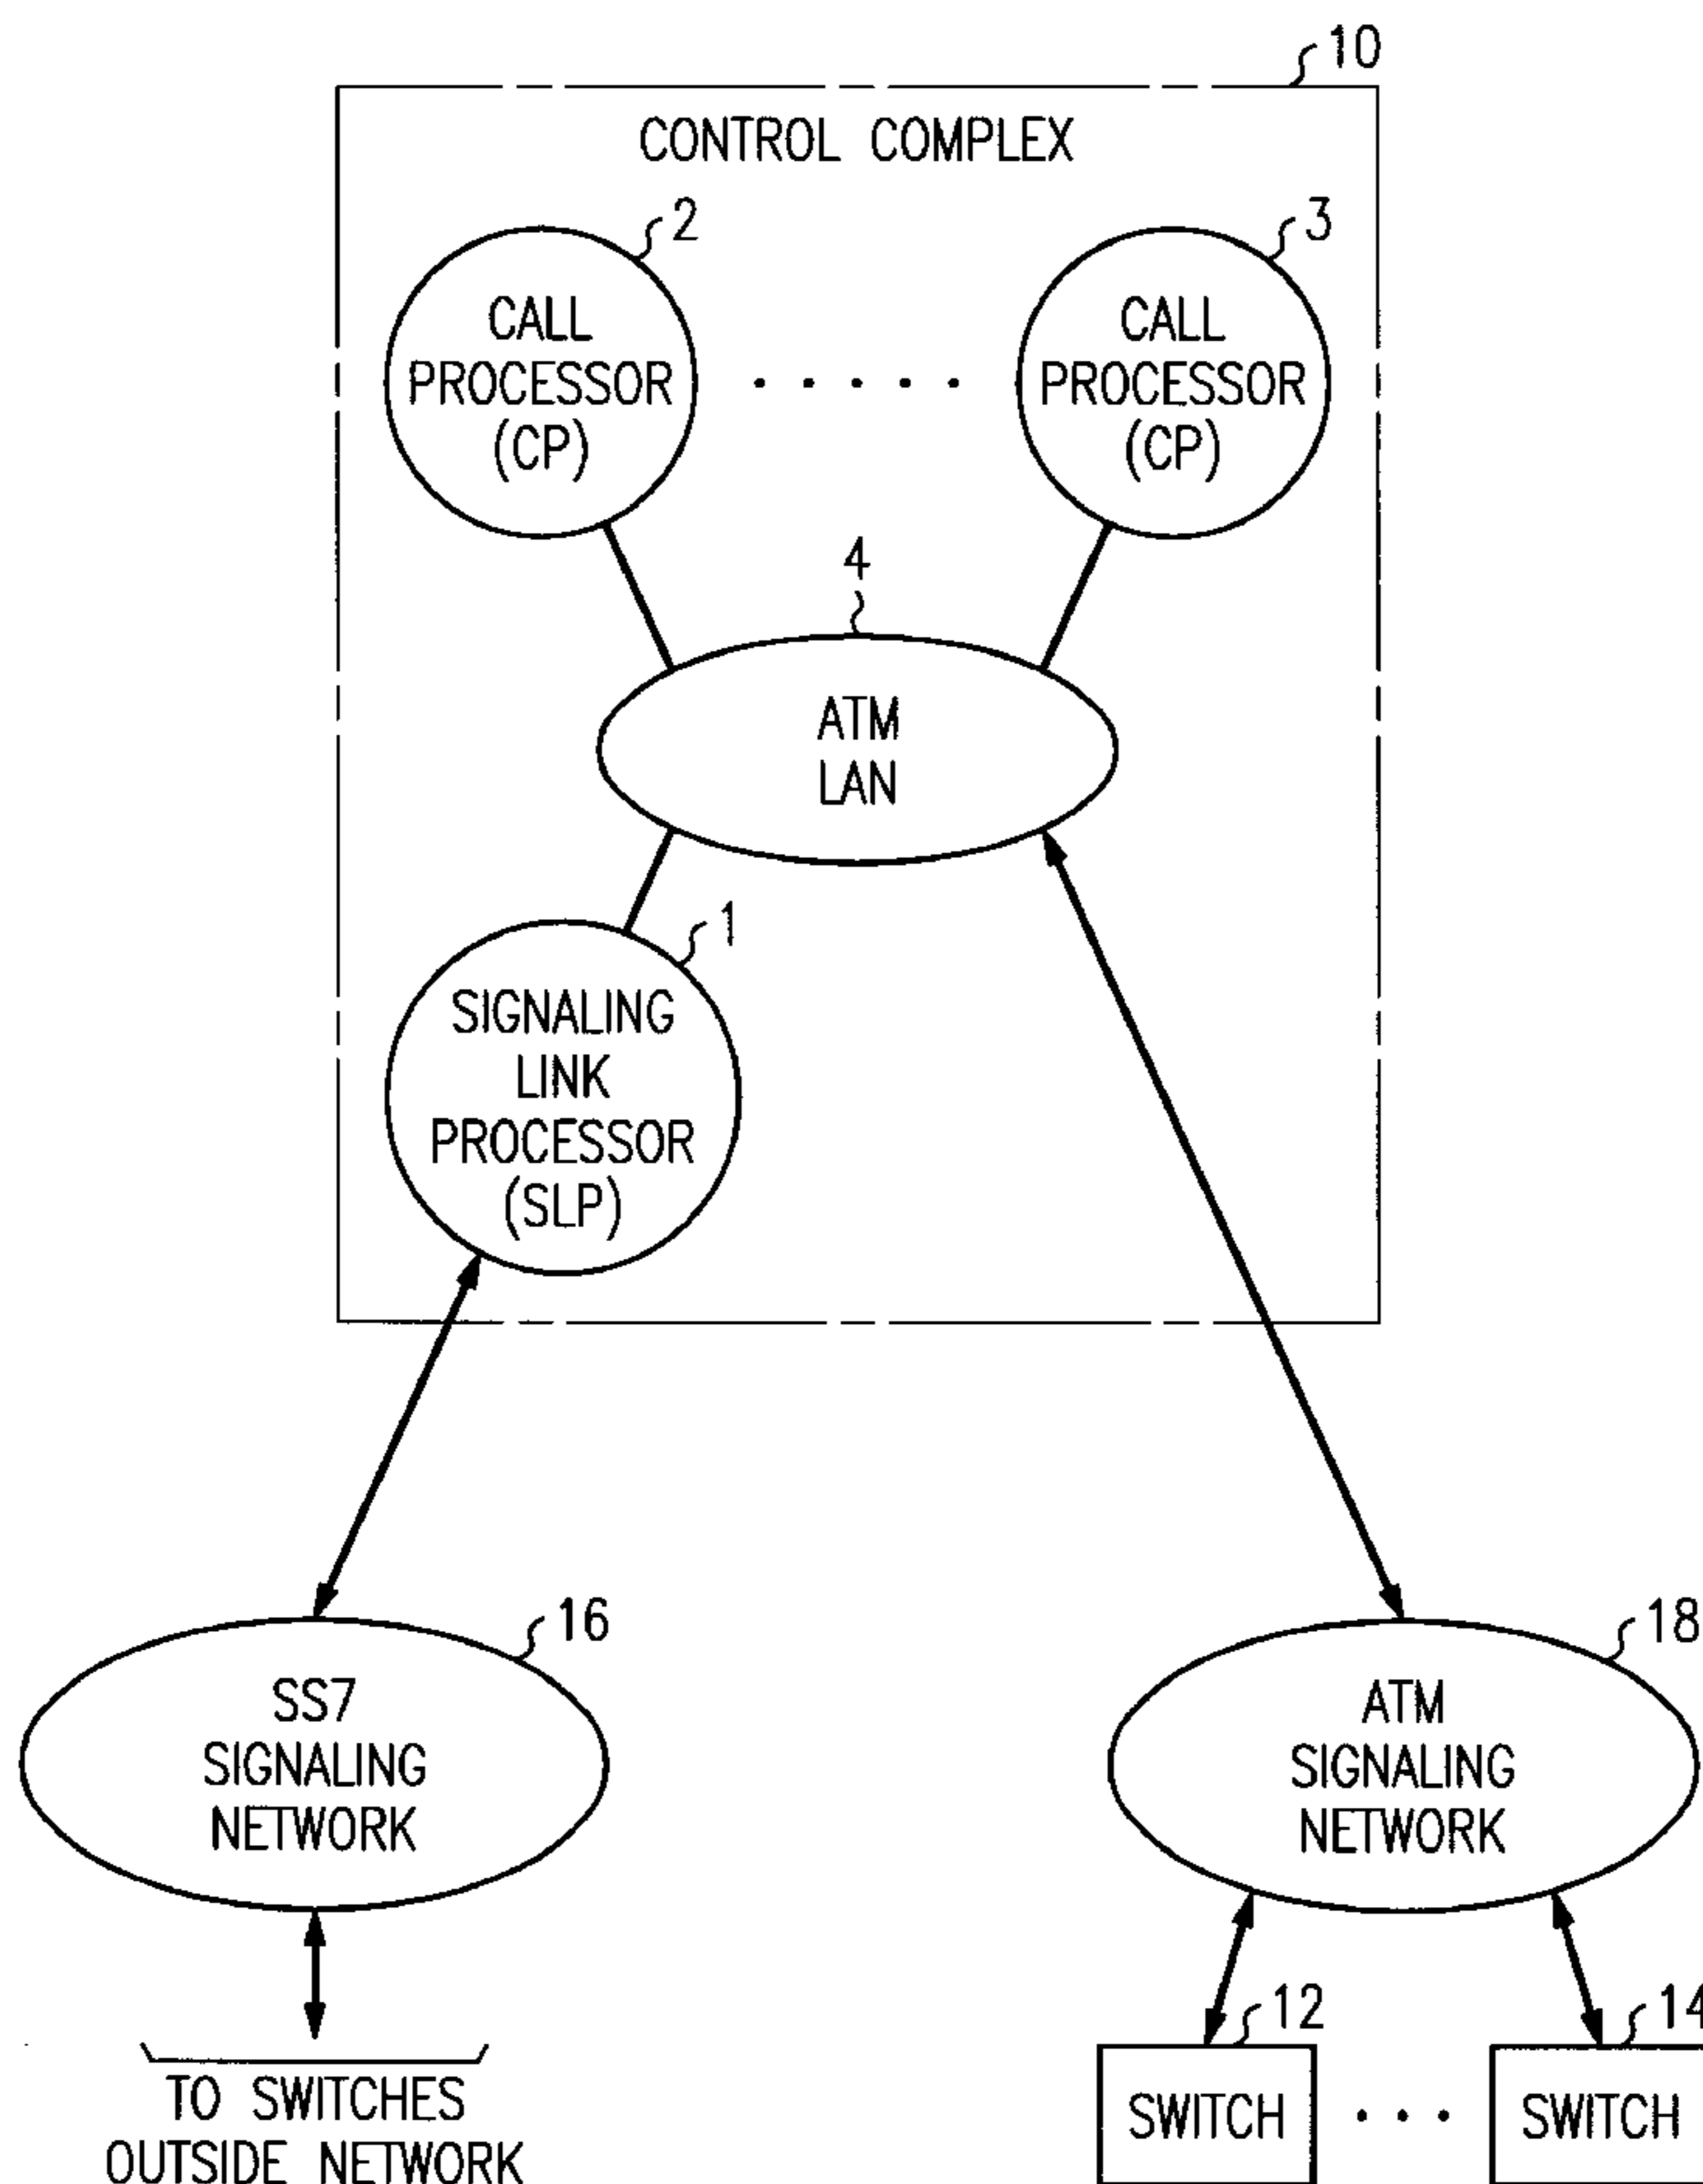 10
CONTROL COMPLEX
2
3
CALL
PROCESSOR
(CP)
CALL
PROCESSOR
(CP)
4
ATM
LAN
1
SIGNALING
LINK
PROCESSOR
(SLP)
16
18
SS7
SIGNALING
NETWORK
ATM
SIGNALING
NETWORK
12
14
TO SWITCHES
OUTSIDE NETWORK
SWITCH
SWITCH